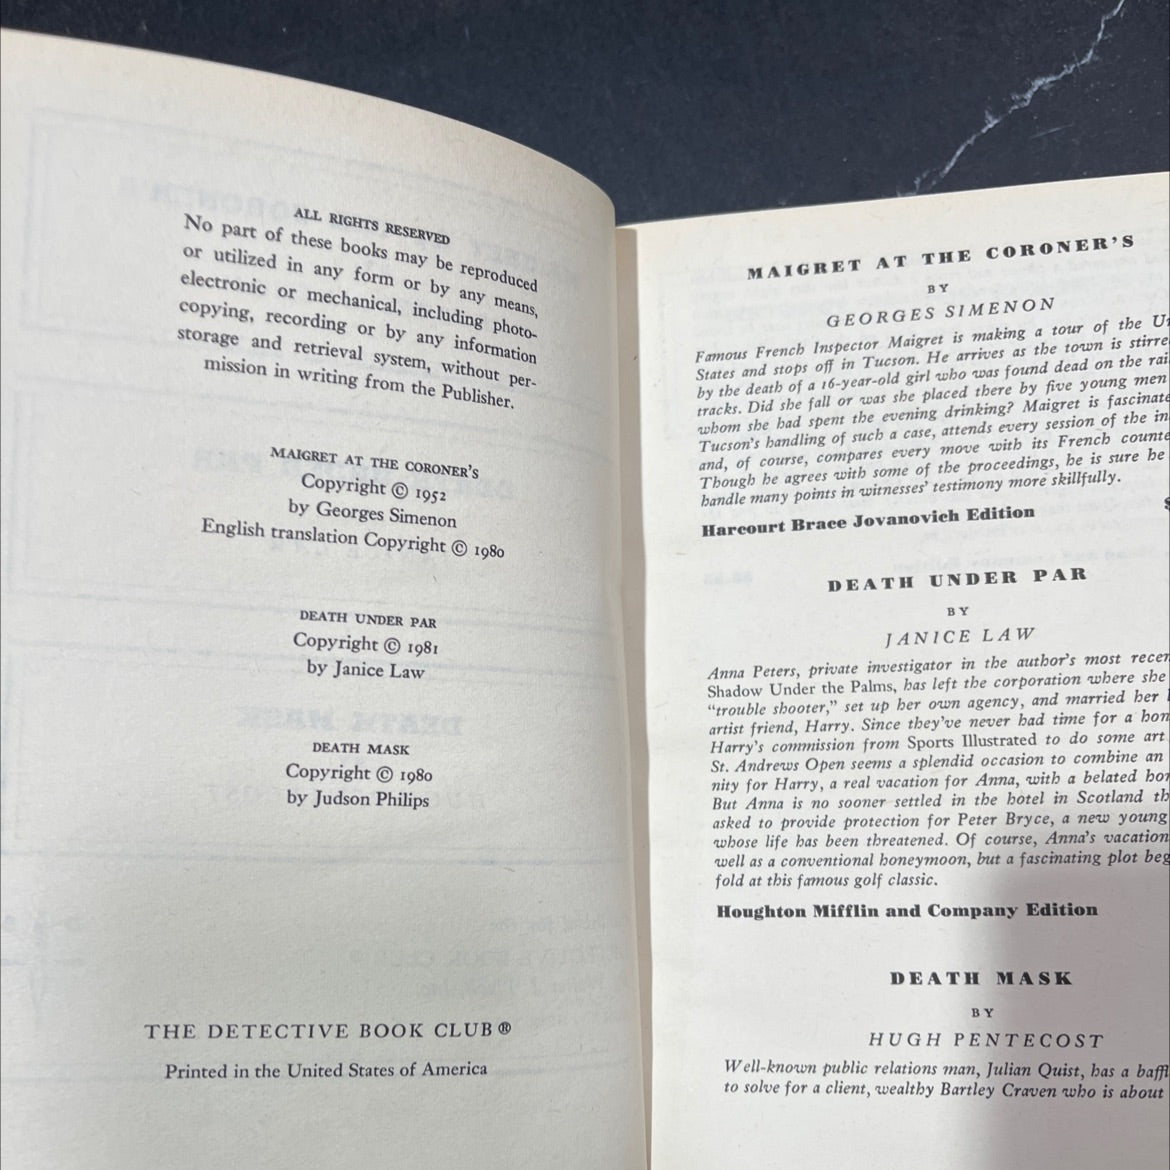 ALL RIGHTS RESERVED
No part of these books may be reproduced
or utilized in any form or by any means,
electronic or mechanical, including photo-
copying, recording or by any information
storage and retrieval system, without per-
mission in writing from the Publisher.
MAIGRET AT THE CORONER'S
Copyright © 1952
by Georges Simenon
English translation Copyright © 1980
DEATH UNDER PAR
Copyright © 1981
by Janice Law
DEATH MASK
Copyright © 1980
by Judson Philips
THE DETECTIVE BOOK CLUB ®
Printed in the United States of America
MAIGRET AT THE CORONER'S
BY
GEORGES SIMENON
Famous French Inspector Maigret is making a tour of the
States and stops off in Tucson. He arrives as the town is
by the death of a 16-year-old girl who was found dead on the
tracks. Did she fall or was she placed there by five young men
whom she had spent the evening drinking? Maigret is
Tucson's handling of such a case, attends every session of the
and, of course, compares every move with its French
Though he agrees with some of the proceedings, he is sure he
handle many points in witnesses' testimony more skillfully.
Harcourt Brace Jovanovich Edition
DEATH UNDER PAR
BY
JANICE LAW
Anna Peters, private investigator in the author's most
Shadow Under the Palms, has left the corporation where she
"trouble shooter," set up her own agency, and married her
artist friend, Harry. Since they've never had time for a
Harry's commission from Sports Illustrated to do some art
St. Andrews Open seems a splendid occasion to combine an
nity for Harry, a real vacation for Anna, with a belated
But Anna is no sooner settled in the hotel in Scotland
asked to provide protection for Peter Bryce, a new young
whose life has been threatened. Of course, Anna's vacation
well as a conventional honeymoon, but a fascinating plot
fold at this famous golf classic.
Houghton Mifflin and Company Edition
DEATH MASK
BY
HUGH PENTECOST
Well-known public relations man, Julian Quist, has a
to solve for a client, wealthy Bartley Craven who is about